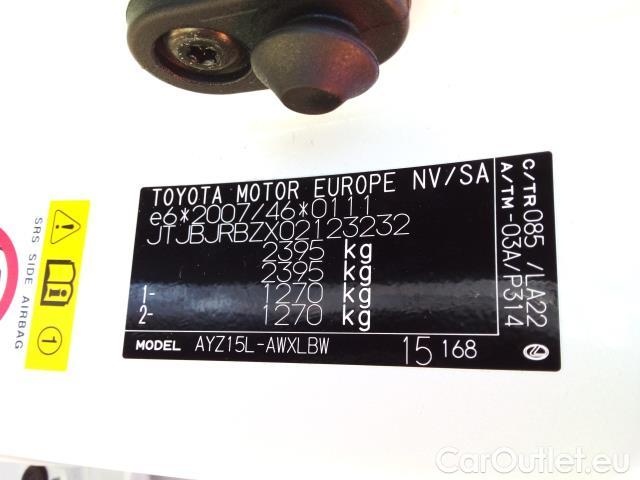 TOYOTA MOTOR EUROPE NV/SA
e6*2007/46*0111
JTJBJRBZX02123232
2395 kg
2395 kg
1- 1270 kg
2- 1270 kg
MODEL AYZ15L-AWXLBW 15 168
C/TR 085 /LA22
A/TM -03A/P314
SRS SIDE AIRBAG
1
CarOutlet.eu